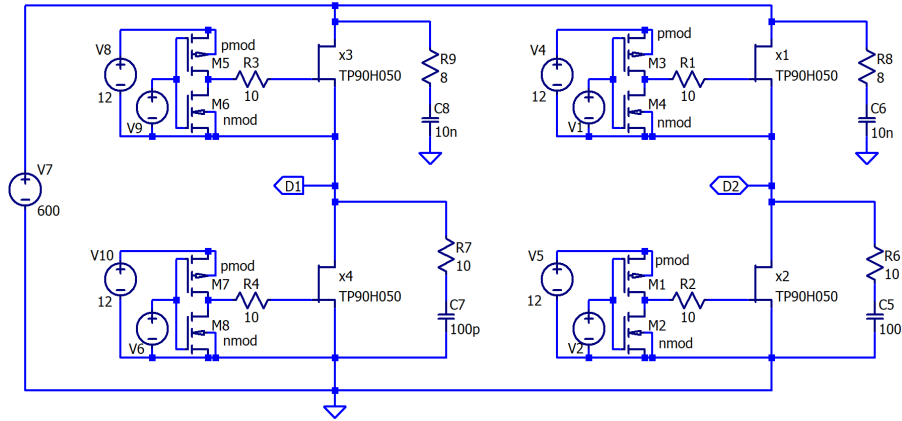 V8
12
V9
pmod
M5
R3
10
M6
nmod
x3
TP90H050
R9
8
C8
10n
V4
12
V1
pmod
M3
R1
10
M4
nmod
x1
TP90H050
R8
8
C6
10n
V7
600
D1
D2
V10
12
V6
pmod
M7
R4
10
M8
nmod
x4
TP90H050
R7
10
C7
100p
V5
12
V2
pmod
M1
R2
10
M2
nmod
x2
TP90H050
R6
10
C5
100